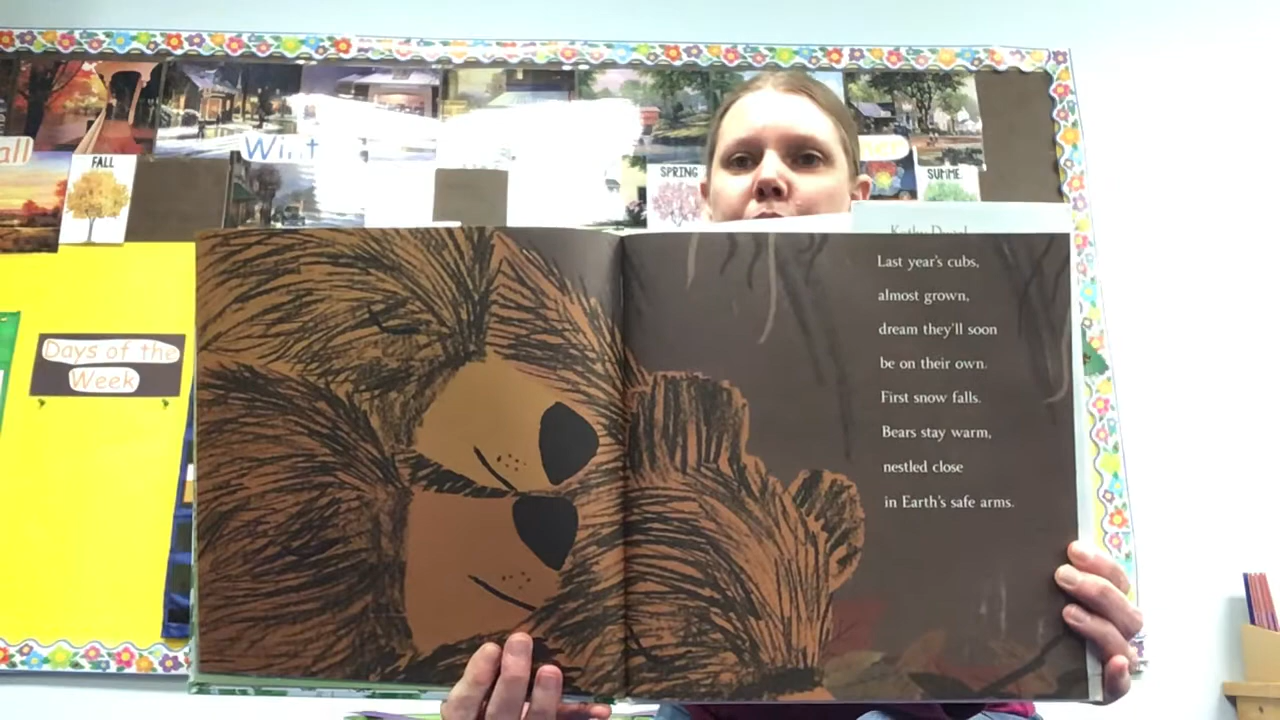 all
Wint
FALL
SPRING
SUMME
Days of the
Week
Last year's cubs,
almost grown,
dream they'll soon
be on their own.
First snow falls.
Bears stay warm,
nestled close
in Earth's safe arms.